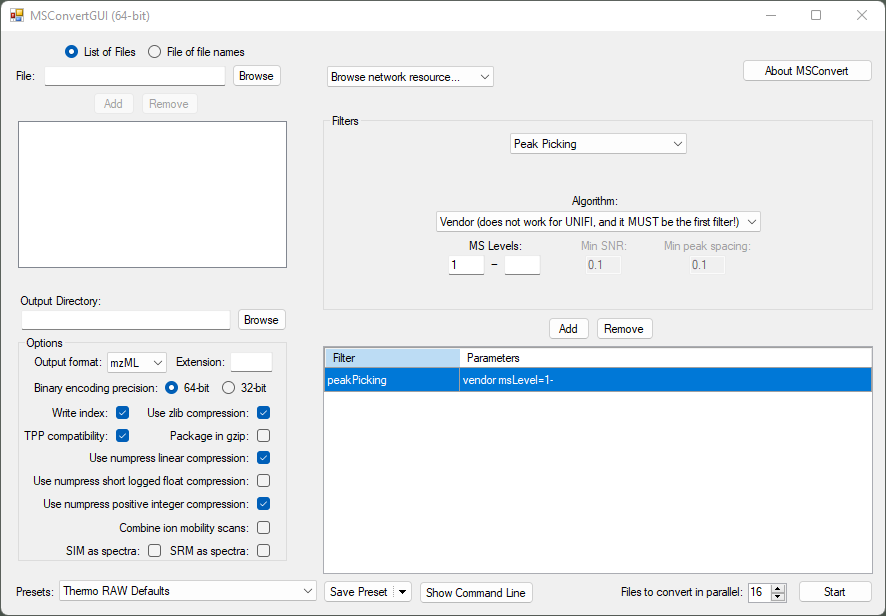 MSConvertGUI (64-bit)
List of Files File of file names
File: Browse
Add Remove
Browse network resource...
About MSConvert
Filters
Peak Picking
Algorithm:
Vendor (does not work for UNIFI, and it MUST be the first filter!)
MS Levels: Min SNR: Min peak spacing:
1 - 0.1 0.1
Output Directory:
Browse
Add Remove
Options
Output format: mzML Extension:
Binary encoding precision: 64-bit 32-bit
Write index: Use zlib compression:
TPP compatibility: Package in gzip:
Use numpress linear compression:
Use numpress short logged float compression:
Use numpress positive integer compression:
Combine ion mobility scans:
SIM as spectra: SRM as spectra:
Filter Parameters
peakPicking vendor msLevel=1-
Presets: Thermo RAW Defaults Save Preset Show Command Line Files to convert in parallel: 16 Start